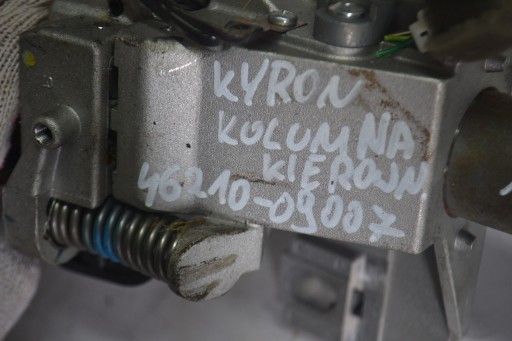 KYRON
KOLUMNA
KIEROWN
46210-09007